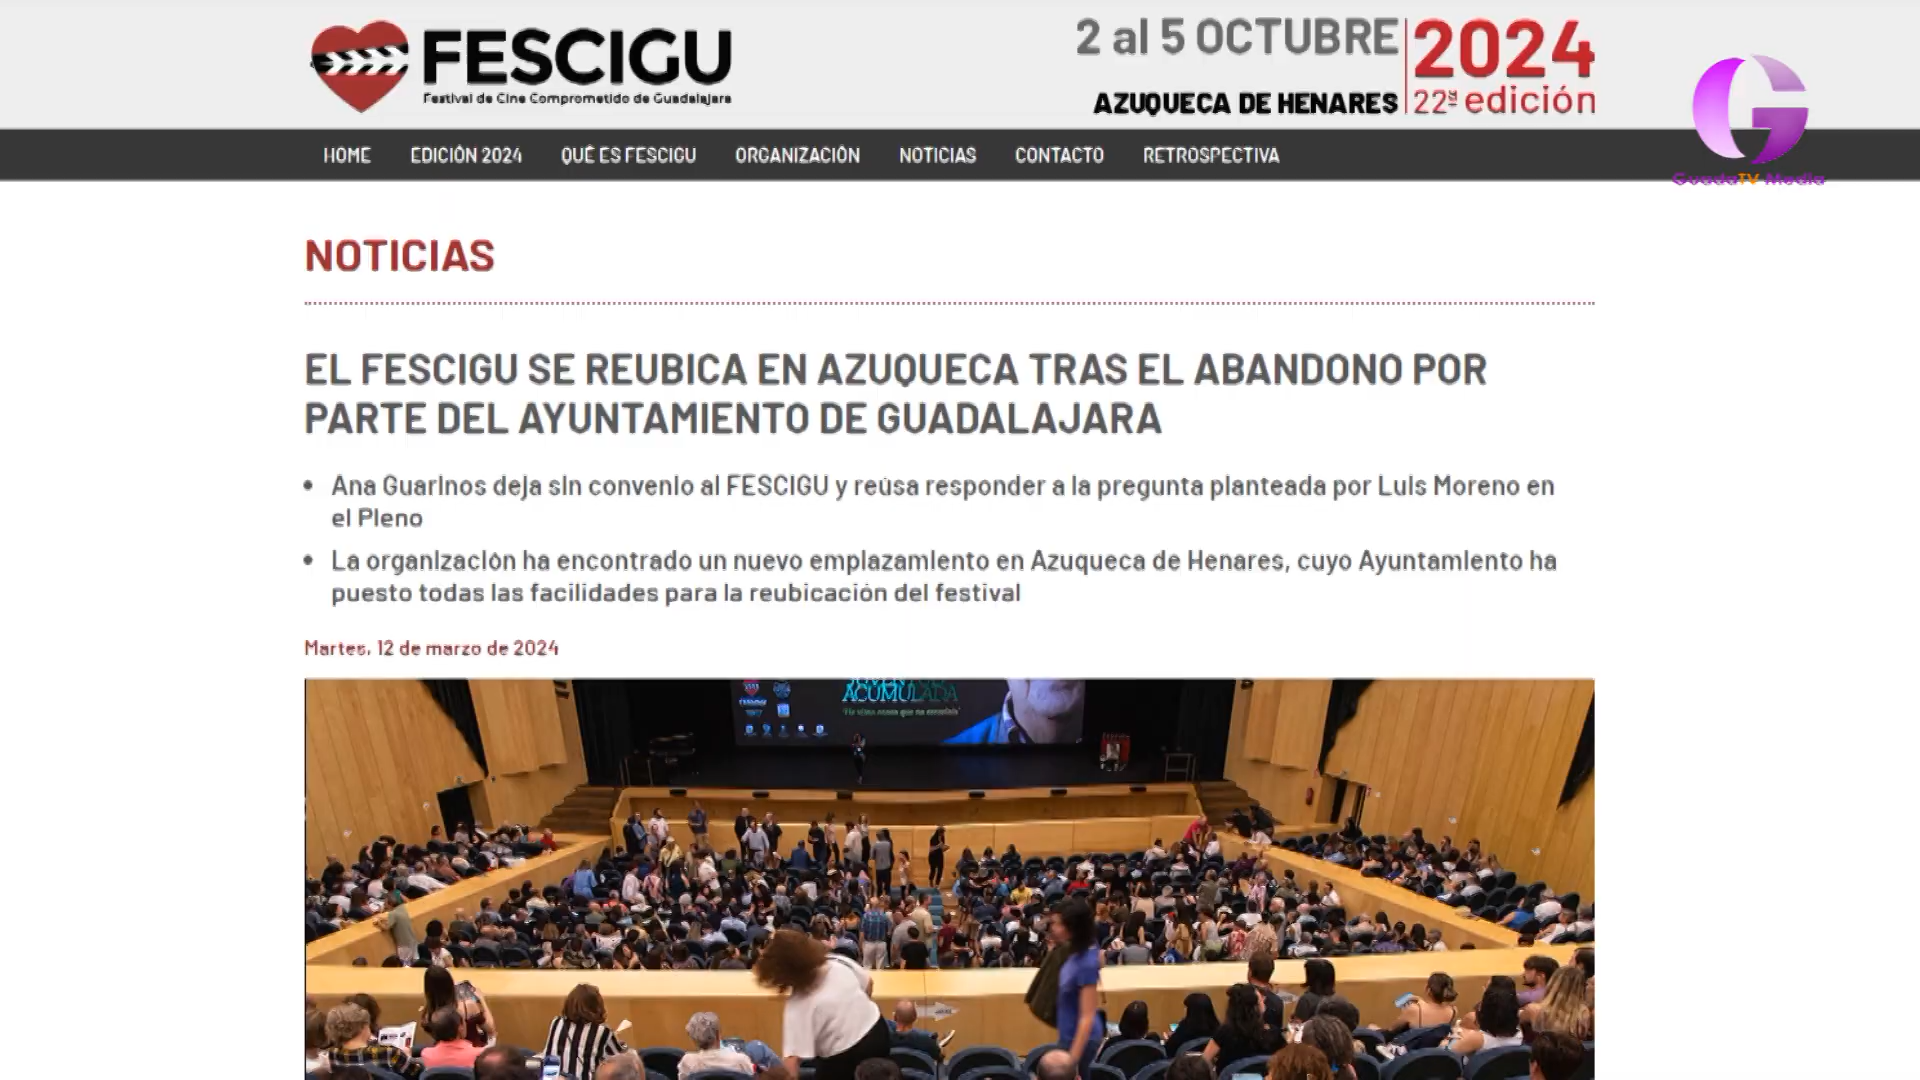 FESCIGU
Festival de Cine Comprometido de Guadalajara
2 al 5 OCTUBRE
AZUQUECA DE HENARES
2024
22ª edición
GuadaTV Media
HOME EDICIÓN 2024 QUÉ ES FESCIGU ORGANIZACIÓN NOTICIAS CONTACTO RETROSPECTIVA
NOTICIAS
EL FESCIGU SE REUBICA EN AZUQUECA TRAS EL ABANDONO POR
PARTE DEL AYUNTAMIENTO DE GUADALAJARA
• Ana Guarinos deja sin convenio al FESCIGU y reúsa responder a la pregunta planteada por Luis Moreno en
el Pleno
• La organización ha encontrado un nuevo emplazamiento en Azuqueca de Henares, cuyo Ayuntamiento ha
puesto todas las facilidades para la reubicación del festival
Martes, 12 de marzo de 2024
ACUMULADA